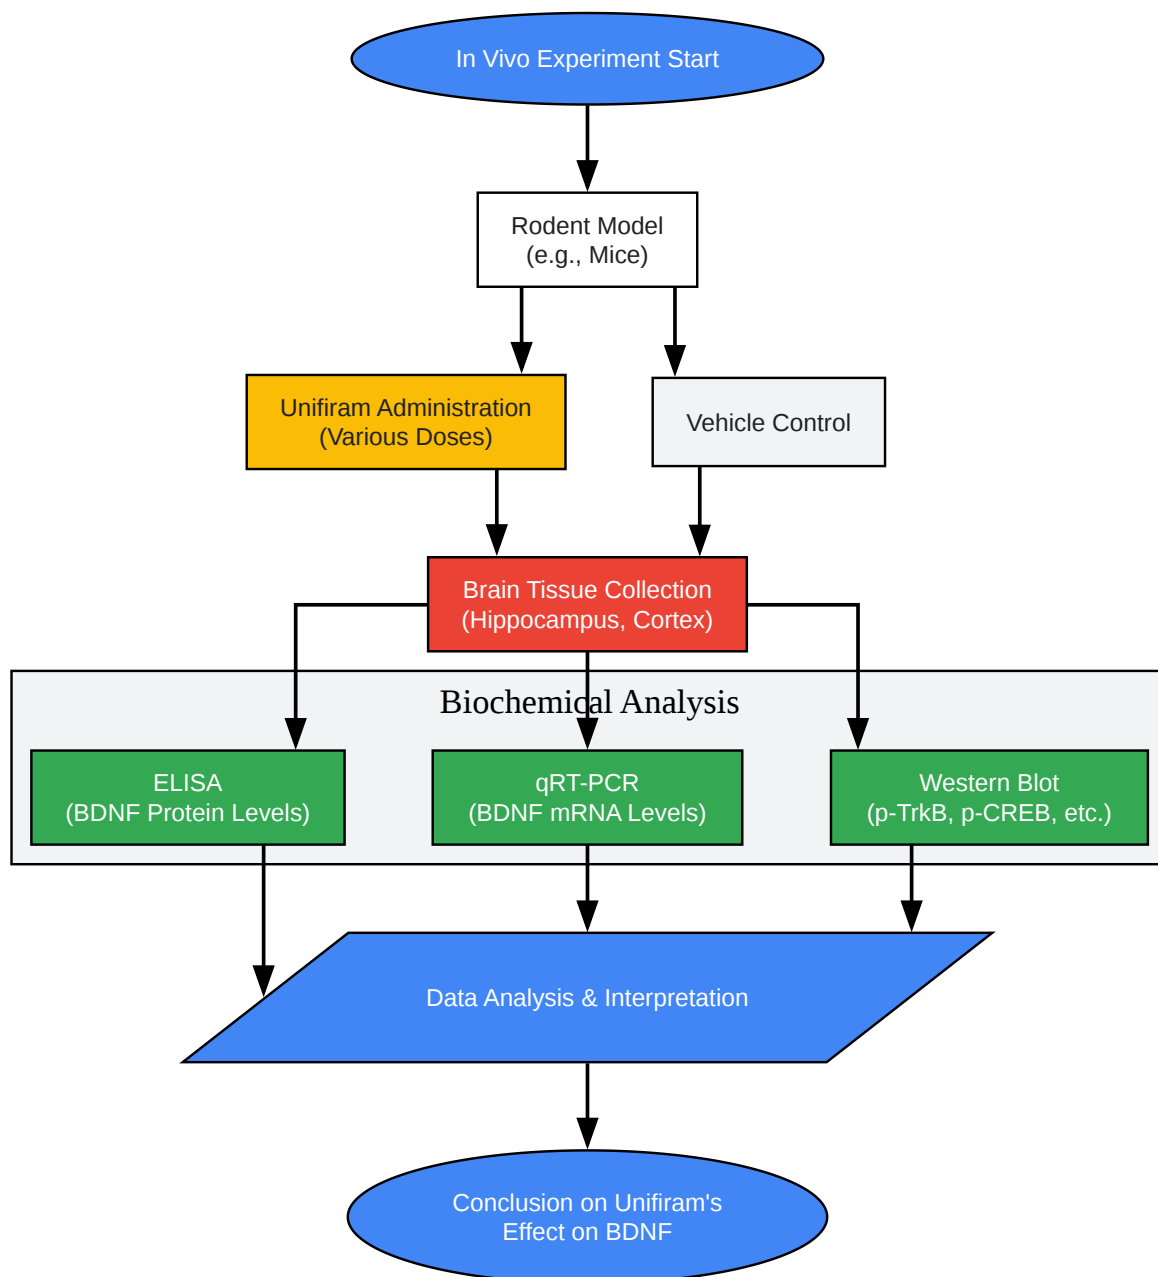 In Vivo Experiment Start
Rodent Model
(e.g., Mice)
Unifiram Administration
(Various Doses)
Vehicle Control
Brain Tissue Collection
(Hippocampus, Cortex)
Biochemical Analysis
ELISA
(BDNF Protein Levels)
qRT-PCR
(BDNF mRNA Levels)
Western Blot
(p-TrkB, p-CREB, etc.)
Data Analysis & Interpretation
Conclusion on Unifiram's
Effect on BDNF